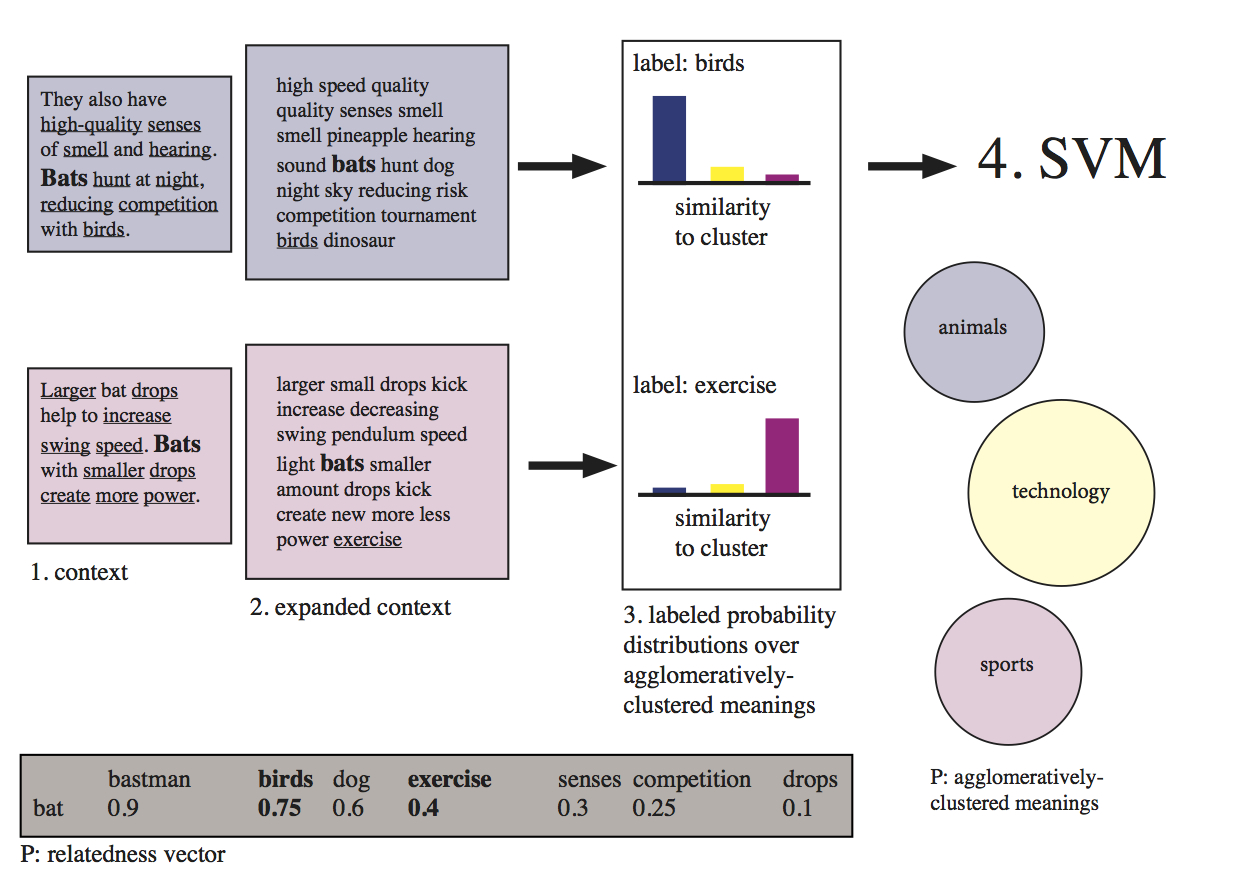 They also have
high-quality senses
of smell and hearing.
Bats hunt at night,
reducing competition
with birds.
high speed quality
quality senses smell
smell pineapple hearing
sound bats hunt dog
night sky reducing risk
competition tournament
birds dinosaur
label: birds
similarity
to cluster
4. SVM
Larger bat drops
help to increase
swing speed. Bats
with smaller drops
create more power.
1. context
larger small drops kick
increase decreasing
swing pendulum speed
light bats smaller
amount drops kick
create new more less
power exercise
2. expanded context
label: exercise
similarity
to cluster
3. labeled probability
distributions over
agglomeratively-
clustered meanings
animals
technology
sports
P: agglomeratively-
clustered meanings
bastman birds dog exercise senses competition drops
bat 0.9 0.75 0.6 0.4 0.3 0.25 0.1
P: relatedness vector